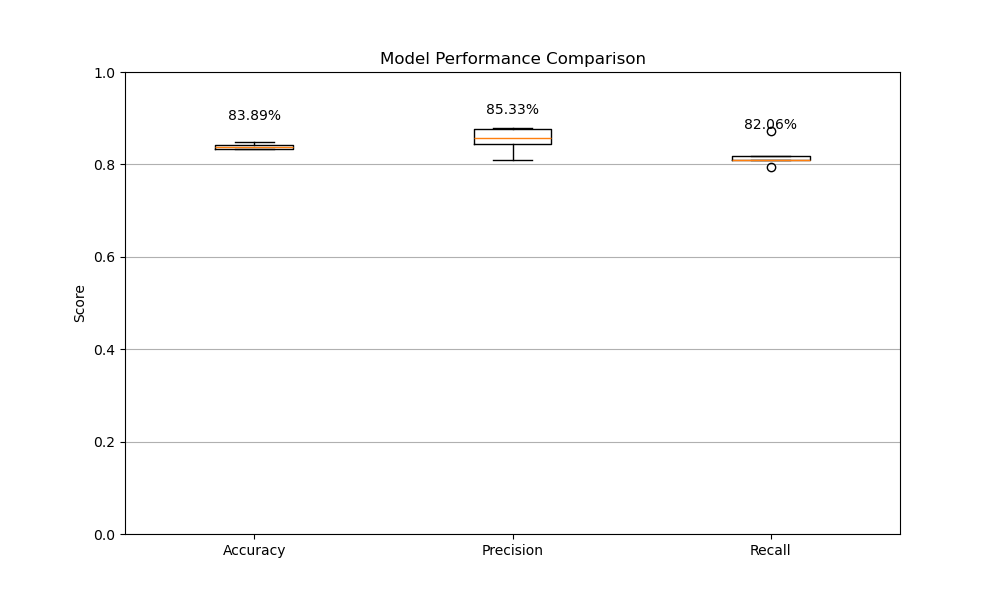 Model Performance Comparison
1.0
0.8
0.6
0.4
0.2
0.0
Score
83.89%
85.33%
82.06%
Accuracy
Precision
Recall